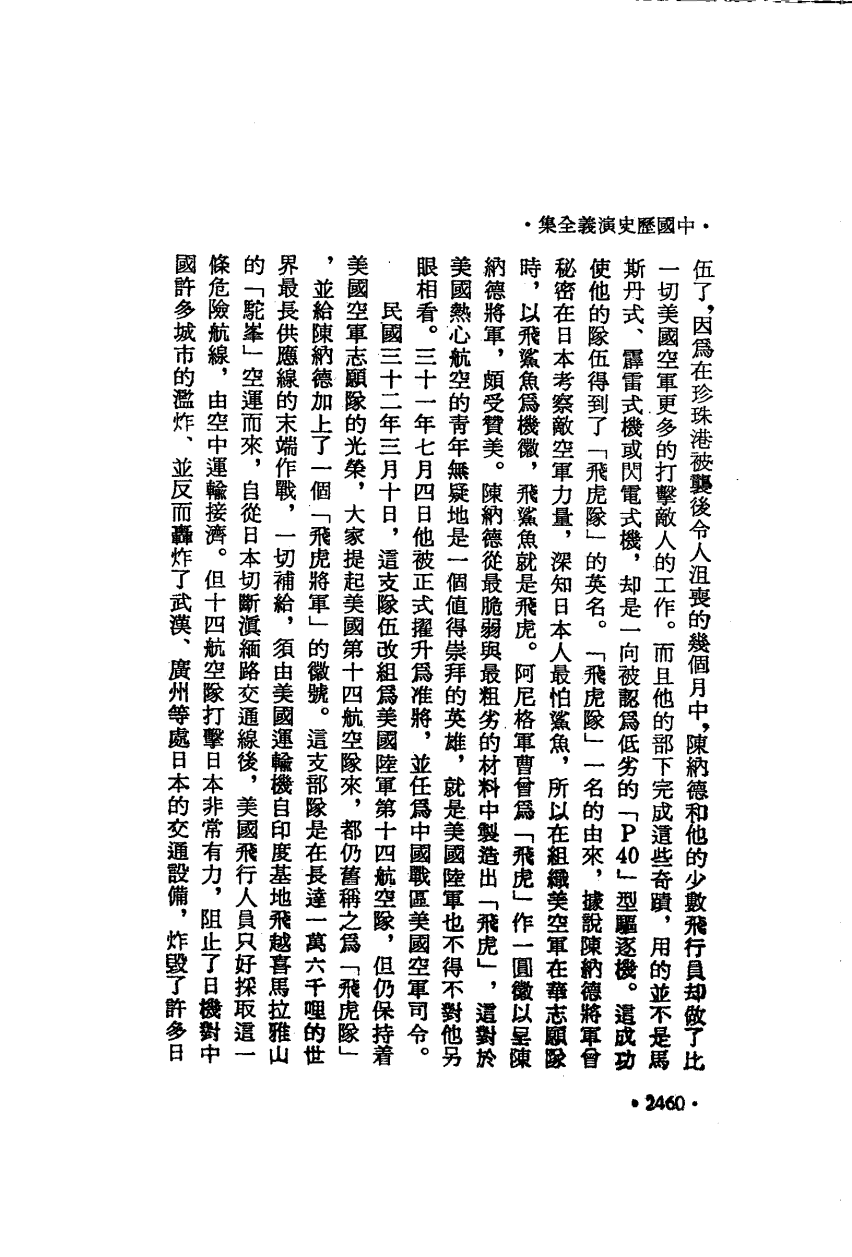 •中國歷史演義全集•
伍了，因爲在珍珠港被襲後令人沮喪的幾個月中，陳納德和他的少數飛行員却做了比
一切美國空軍更多的打擊敵人的工作。而且他的部下完成這些奇蹟，用的並不是馬
斯丹式、霹雷式機或閃電式機，却是一向被認爲低劣的「P40」型驅逐機。這成功
使他的隊伍得到了「飛虎隊」的英名。「飛虎隊」一名的由來，據說陳納德將軍曾
秘密在日本考察敵空軍力量，深知日本人最怕鯊魚，所以在組織美空軍在華志願隊
時，以飛鯊魚爲機徽，飛鯊魚就是飛虎。阿尼格軍曹曾爲「飛虎」作一圓徽以呈陳
納德將軍，頗受贊美。陳納德從最脆弱與最粗劣的材料中製造出「飛虎」，這對於
美國熱心航空的青年無疑地是一個值得崇拜的英雄，就是美國陸軍也不得不對他另
眼相看。三十一年七月四日他被正式擢升爲准將，並任爲中國戰區美國空軍司令。
民國三十二年三月十日，這支隊伍改組爲美國陸軍第十四航空隊，但仍保持着
美國空軍志願隊的光榮，大家提起美國第十四航空隊來，都仍舊稱之爲「飛虎隊」
，並給陳納德加上了一個「飛虎將軍」的徽號。這支部隊是在長達一萬六千哩的世
界最長供應線的末端作戰，一切補給，須由美國運輸機自印度基地飛越喜馬拉雅山
的「駝峯」空運而來，自從日本切斷滇緬路交通線後，美國飛行人員只好採取這一
條危險航線，由空中運輸接濟。但十四航空隊打擊日本非常有力，阻止了日機對中
國許多城市的濫炸、並反而轟炸了武漢、廣州等處日本的交通設備，炸毀了許多日
•2460•